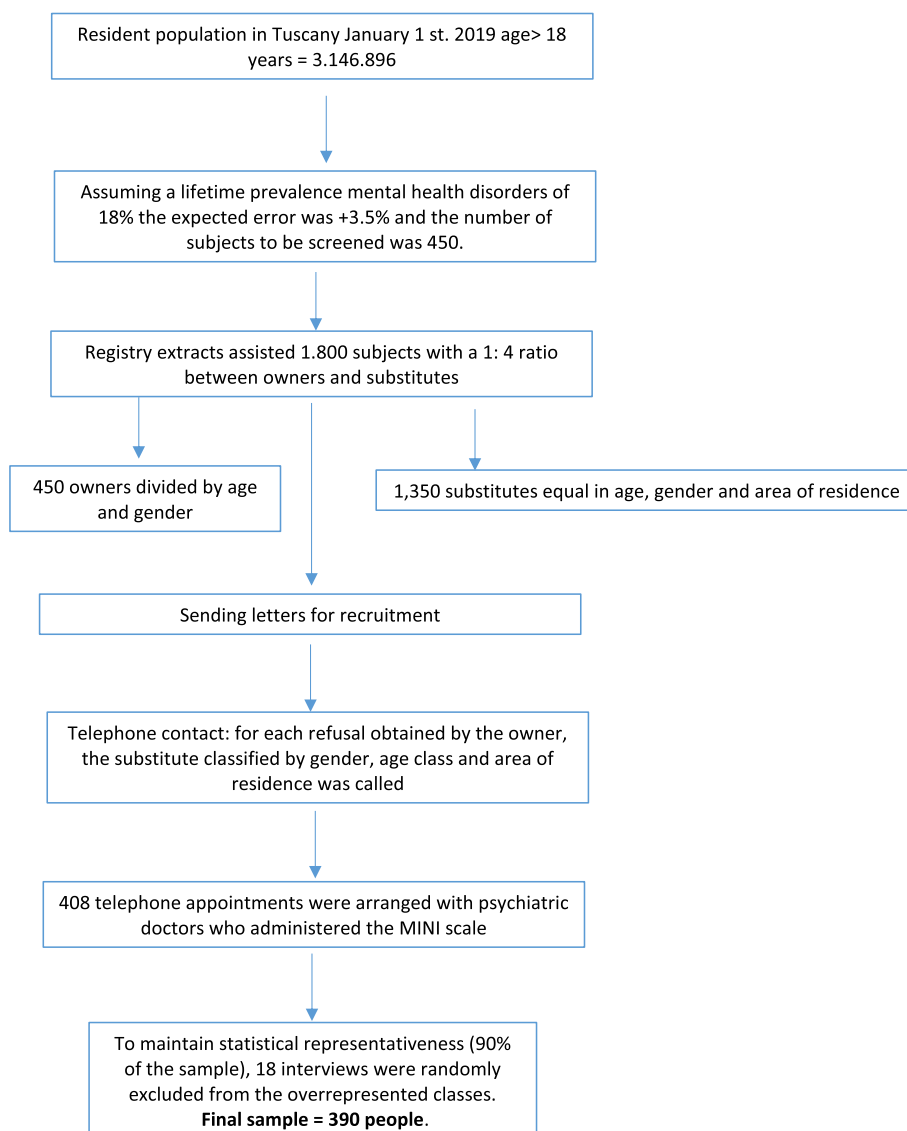 Resident population in Tuscany January 1 st. 2019 age> 18
years = 3.146.896
Assuming a lifetime prevalence mental health disorders of
18% the expected error was +3.5% and the number of
subjects to be screened was 450.
Registry extracts assisted 1.800 subjects with a 1: 4 ratio
between owners and substitutes
450 owners divided by age
and gender
1,350 substitutes equal in age, gender and area of residence
Sending letters for recruitment
Telephone contact: for each refusal obtained by the owner,
the substitute classified by gender, age class and area of
residence was called
408 telephone appointments were arranged with psychiatric
doctors who administered the MINI scale
To maintain statistical representativeness (90%
of the sample), 18 interviews were randomly
excluded from the overrepresented classes.
Final sample = 390 people.